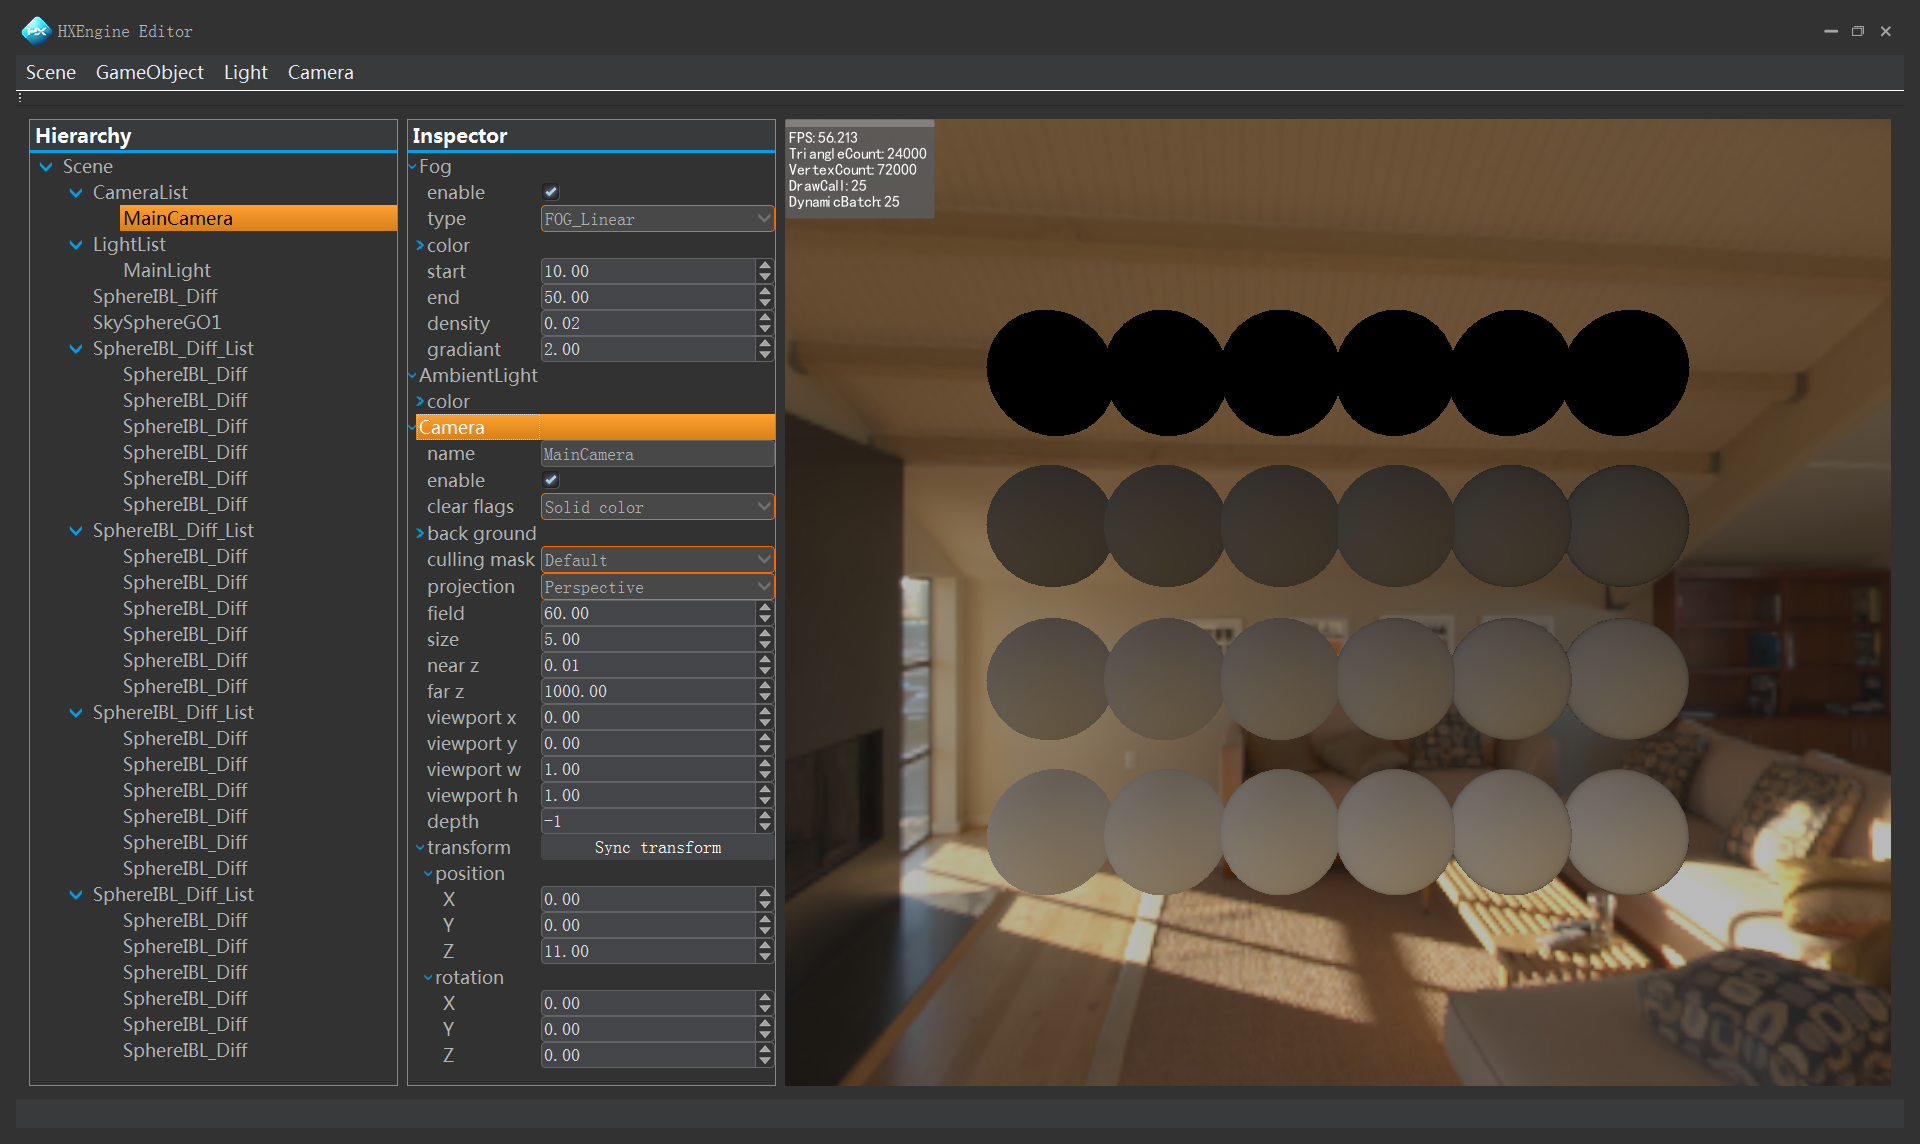 HXEngine Editor
Scene GameObject Light Camera
Hierarchy
Scene
CameraList
MainCamera
LightList
MainLight
SphereIBL_Diff
SkySphereGO1
SphereIBL_Diff_List
SphereIBL_Diff
SphereIBL_Diff
SphereIBL_Diff
SphereIBL_Diff
SphereIBL_Diff
SphereIBL_Diff
SphereIBL_Diff_List
SphereIBL_Diff
SphereIBL_Diff
SphereIBL_Diff
SphereIBL_Diff
SphereIBL_Diff
SphereIBL_Diff
SphereIBL_Diff_List
SphereIBL_Diff
SphereIBL_Diff
SphereIBL_Diff
SphereIBL_Diff
SphereIBL_Diff
SphereIBL_Diff
SphereIBL_Diff_List
SphereIBL_Diff
SphereIBL_Diff
SphereIBL_Diff
SphereIBL_Diff
SphereIBL_Diff
SphereIBL_Diff
Inspector
Fog
enable
type FOG_Linear
color
start 10.00
end 50.00
density 0.02
gradiant 2.00
AmbientLight
color
Camera
name MainCamera
enable
clear flags Solid color
back ground
culling mask Default
projection Perspective
field 60.00
size 5.00
near z 0.01
far z 1000.00
viewport x 0.00
viewport y 0.00
viewport w 1.00
viewport h 1.00
depth -1
transform Sync transform
position
X 0.00
Y 0.00
Z 11.00
rotation
X 0.00
Y 0.00
Z 0.00
FPS: 56.213
TriangleCount: 24000
VertexCount: 72000
DrawCall: 25
DynamicBatch: 25